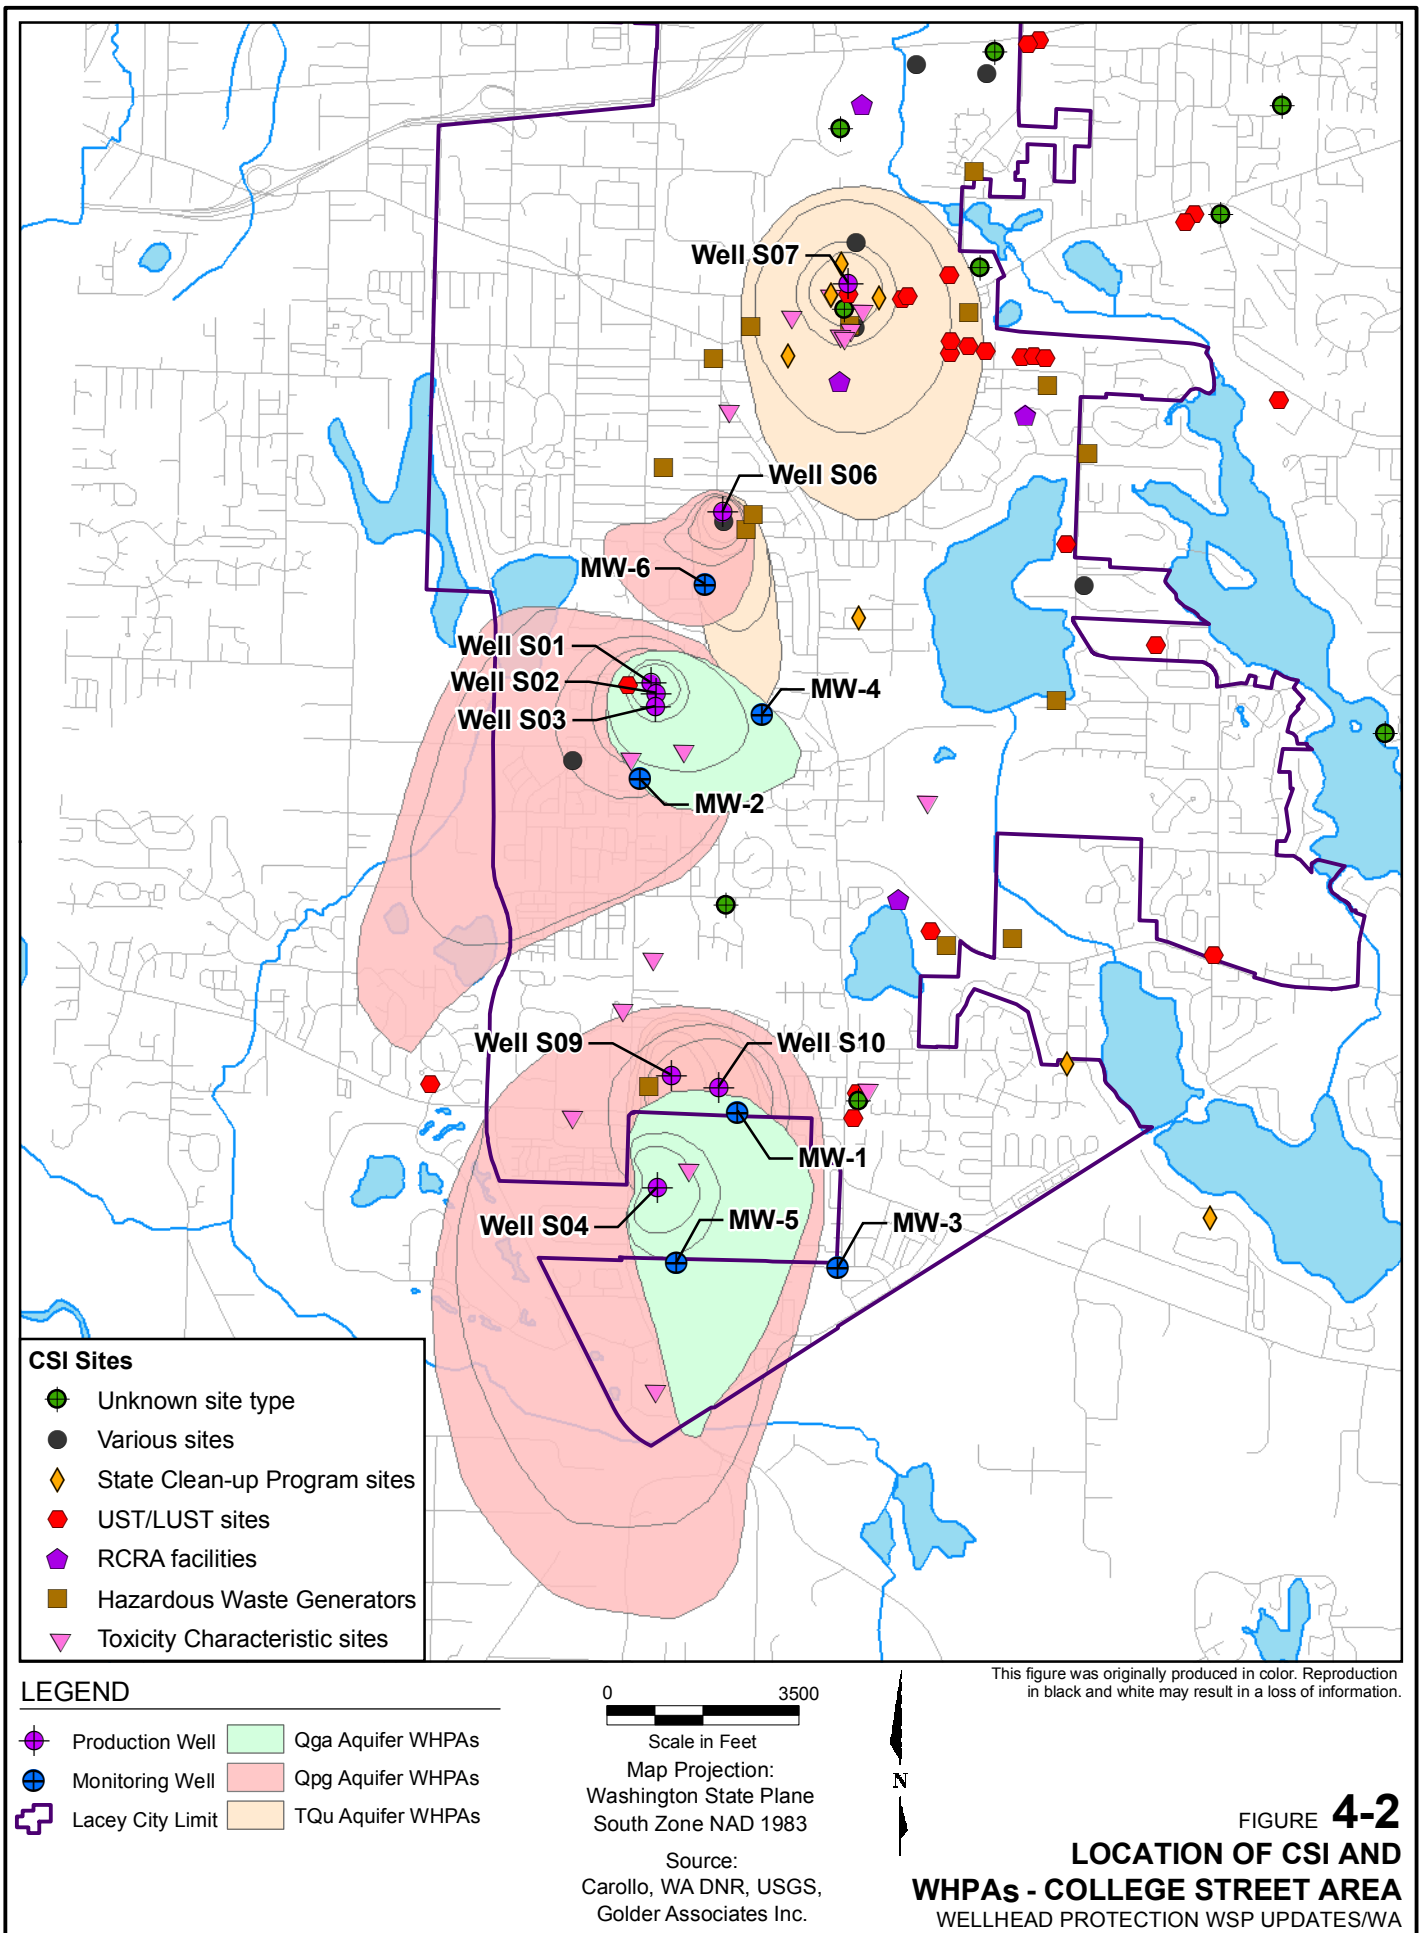 Well S07
Well S06
MW-6
Well S01
Well S02
Well S03
MW-4
MW-2
Well S09
Well S10
MW-1
Well S04
MW-5
MW-3
CSI Sites
Unknown site type
Various sites
State Clean-up Program sites
UST/LUST sites
RCRA facilities
Hazardous Waste Generators
Toxicity Characteristic sites
LEGEND
Production Well
Monitoring Well
Lacey City Limit
Qga Aquifer WHPAs
Qpg Aquifer WHPAs
TQu Aquifer WHPAs
0 3500
Scale in Feet
Map Projection:
Washington State Plane
South Zone NAD 1983
Source:
Carollo, WA DNR, USGS,
Golder Associates Inc.
N
This figure was originally produced in color. Reproduction
in black and white may result in a loss of information.
FIGURE 4-2
LOCATION OF CSI AND
WHPAs - COLLEGE STREET AREA
WELLHEAD PROTECTION WSP UPDATES/WA